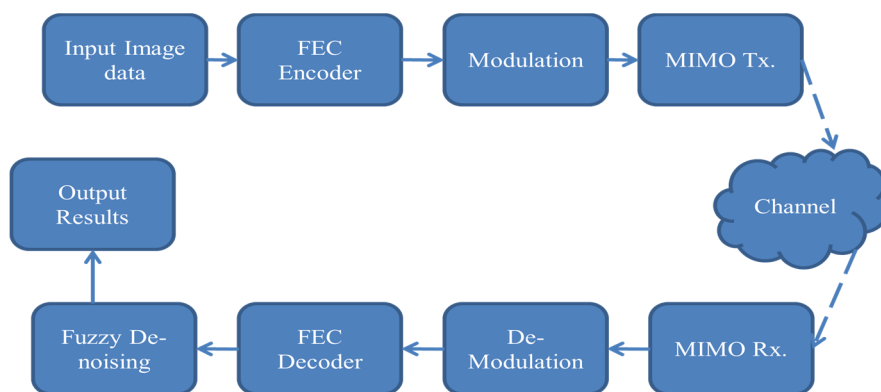 Input Image
data
FEC
Encoder
Modulation
MIMO Tx.
Channel
MIMO Rx.
De-
Modulation
FEC
Decoder
Fuzzy De-
noising
Output
Results